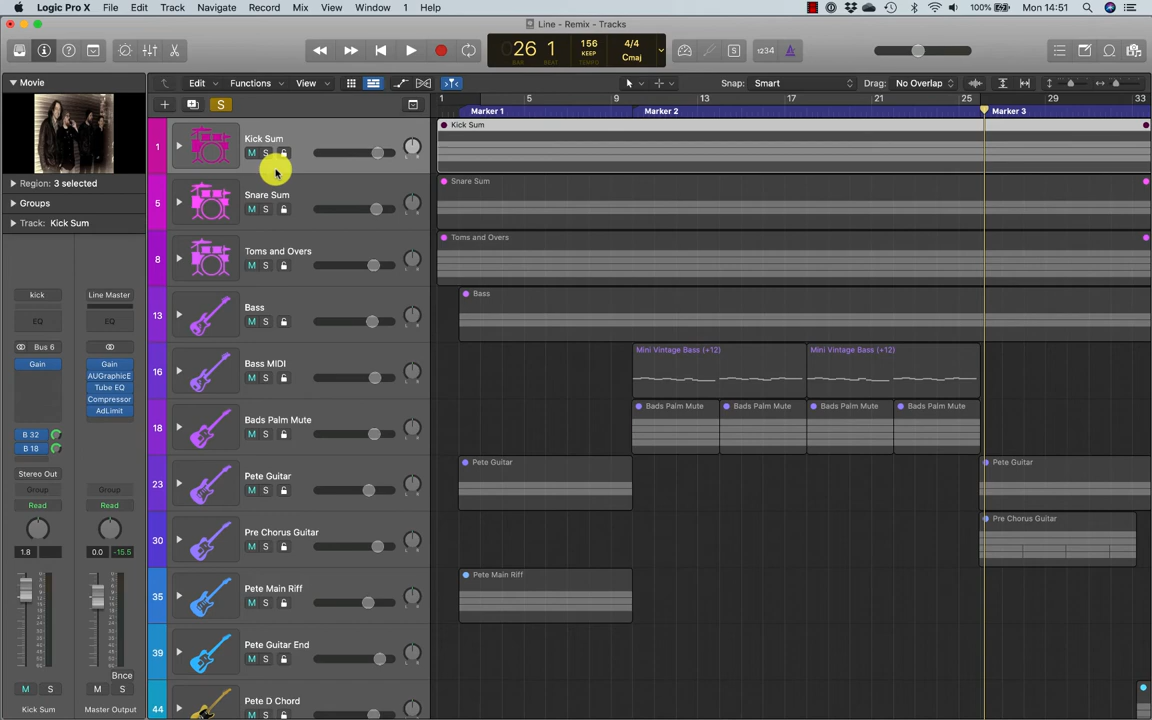 Logic Pro X File Edit Track Navigate Record Mix View Window 1 Help 100% Mon 14:51
Line - Remix - Tracks
26 1 156 4/4 1234
BAR BEAT KEEP TEMPO Cmaj
Movie Edit Functions View Snap: Smart Drag: No Overlap
1 5 9 13 17 21 25 29 33
S Marker 1 Marker 2 Marker 3
1 Kick Sum M S Kick Sum
Region: 3 selected
Groups
5 Snare Sum M S Snare Sum
Track: Kick Sum
8 Toms and Overs M S Toms and Overs
kick Line Master
EQ EQ
13 Bass M S Bass
Bus 6
Gain Gain
AUGraphicE
Tube EQ
Compressor
AdLimit
16 Bass MIDI M S Mini Vintage Bass (+12) Mini Vintage Bass (+12)
18 Bads Palm Mute M S Bads Palm Mute Bads Palm Mute Bads Palm Mute Bads Palm Mute
B 32
B 18
Stereo Out
Group Group
Read Read
23 Pete Guitar M S Pete Guitar Pete Guitar
30 Pre Chorus Guitar M S Pre Chorus Guitar
1.8 0.0 -15.5
35 Pete Main Riff M S Pete Main Riff
39 Pete Guitar End M S
Bnce
M S M S
44 Pete D Chord M S
Kick Sum Master Output